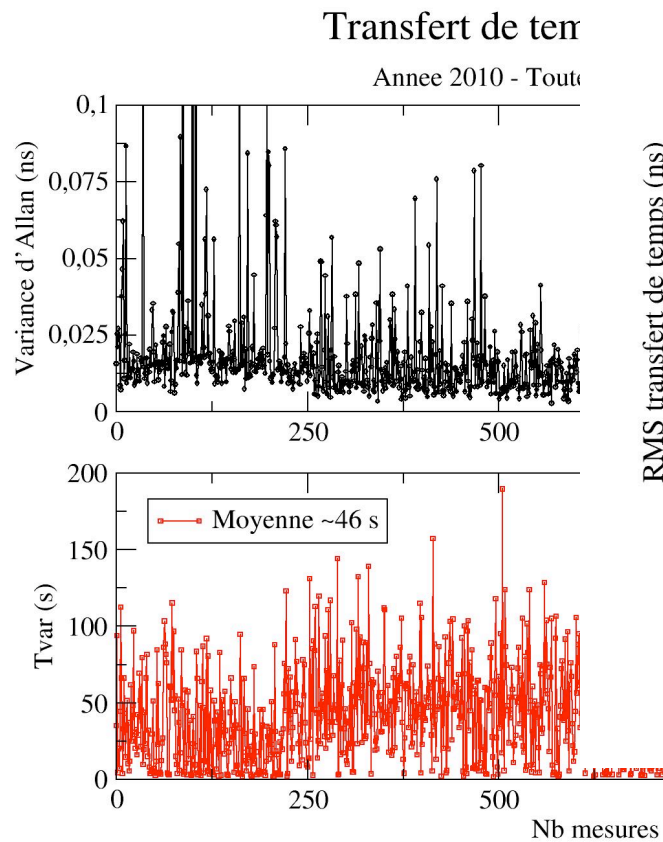 Transfert de tem
Annee 2010 - Toute
0,1
0,075
0,05
0,025
0
Variance d'Allan (ns)
0 250 500
RMS transfert de temps (ns)
200
150
100
50
0
Tvar (s)
Moyenne ~46 s
0 250 500
Nb mesures